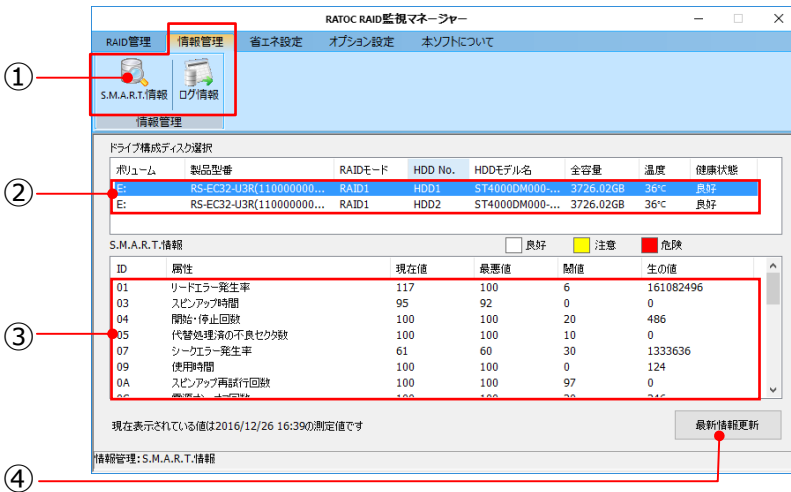 RATOC RAID監視マネージャー
RAID管理 情報管理 省エネ設定 オプション設定 本ソフトについて
①
S.M.A.R.T.情報 ログ情報
情報管理
ドライブ構成ディスク選択
ボリューム 製品型番 RAIDモード HDD No. HDDモデル名 全容量 温度 健康状態
②
E: RS-EC32-U3R(110000000... RAID1 HDD1 ST4000DM000-... 3726.02GB 36℃ 良好
E: RS-EC32-U3R(110000000... RAID1 HDD2 ST4000DM000-... 3726.02GB 36℃ 良好
S.M.A.R.T.情報 良好 注意 危険
ID 属性 現在値 最悪値 閾値 生の値
01 リードエラー発生率 117 100 6 161082496
03 スピンアップ時間 95 92 0 0
04 開始・停止回数 100 100 20 486
③
05 代替処理済の不良セクタ数 100 100 10 0
07 シークエラー発生率 61 60 30 1333636
09 使用時間 100 100 0 124
0A スピンアップ再試行回数 100 100 97 0
現在表示されている値は2016/12/26 16:39の測定値です 最新情報更新
情報管理:S.M.A.R.T.情報
④